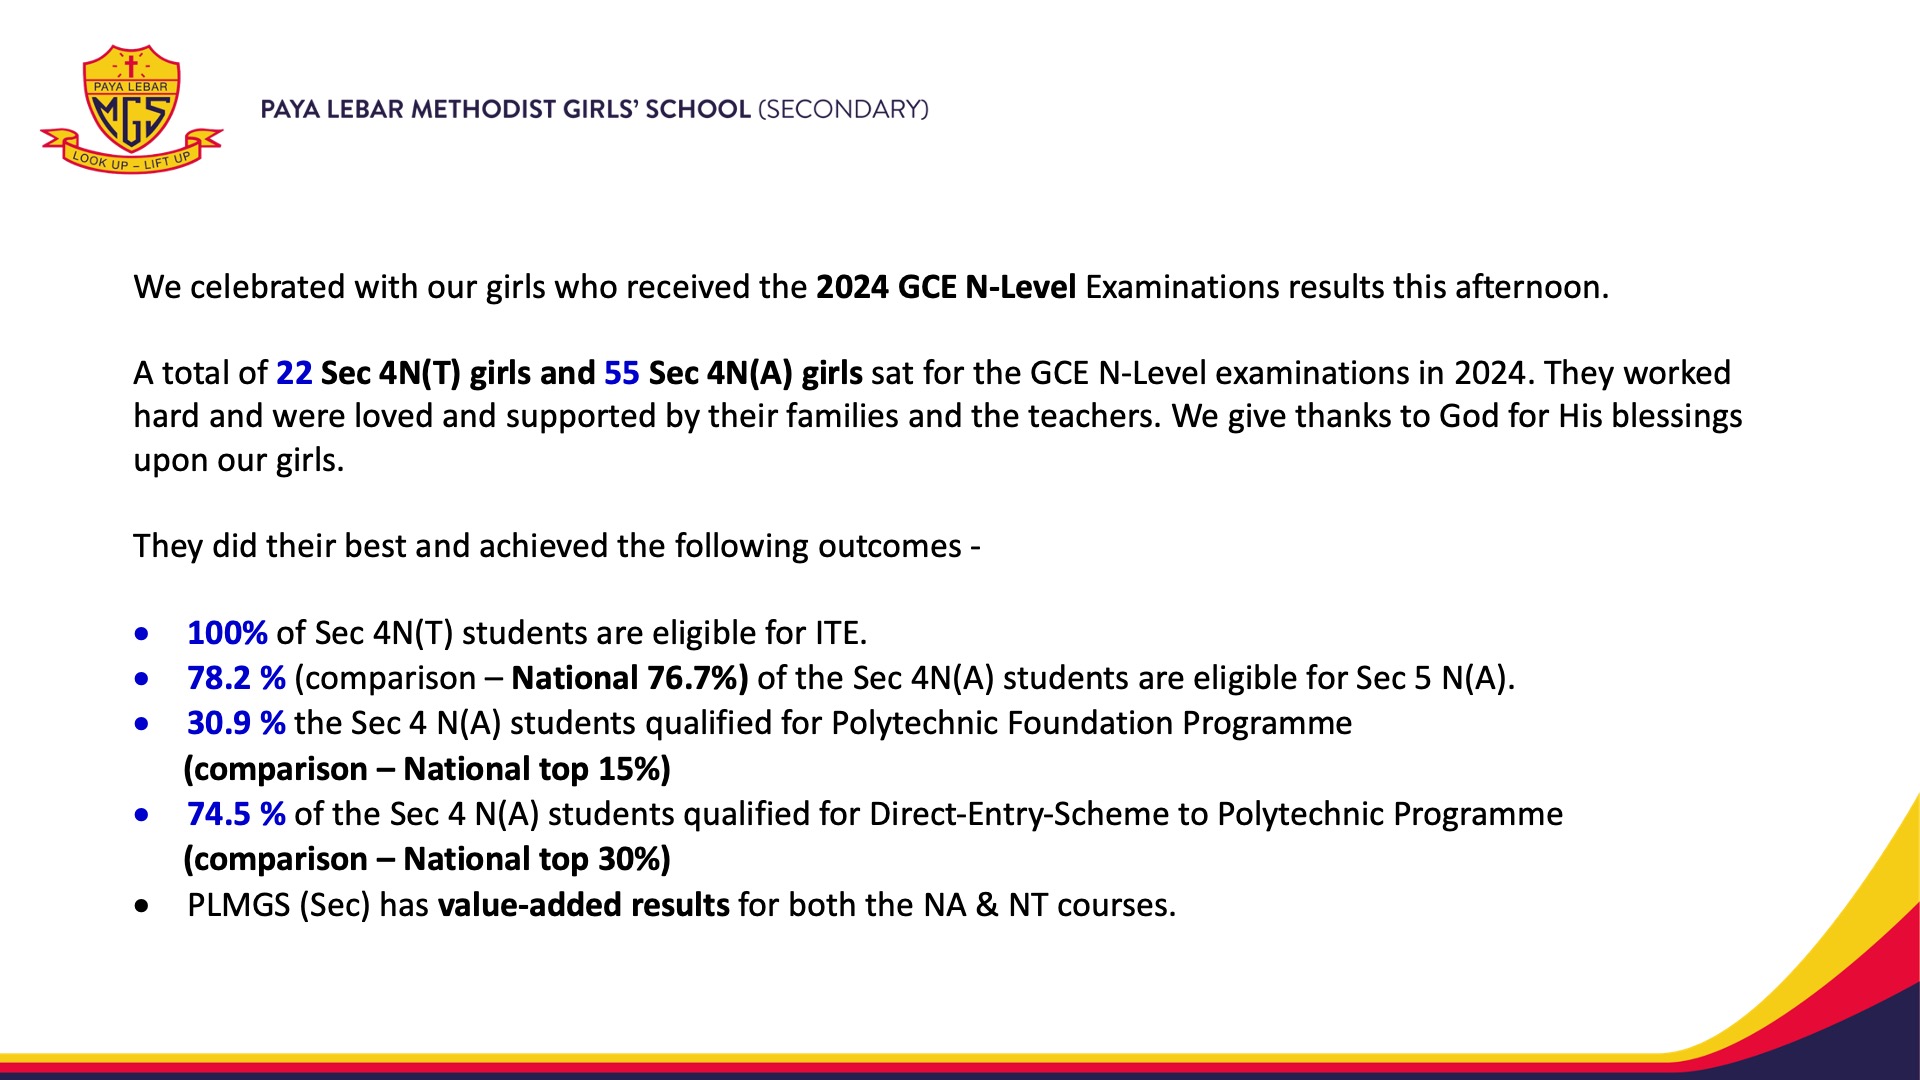 PAYA LEBAR
MGS
LOOK UP – LIFT UP
PAYA LEBAR METHODIST GIRLS’ SCHOOL (SECONDARY)
We celebrated with our girls who received the 2024 GCE N-Level Examinations results this afternoon.
A total of 22 Sec 4N(T) girls and 55 Sec 4N(A) girls sat for the GCE N-Level examinations in 2024. They worked
hard and were loved and supported by their families and the teachers. We give thanks to God for His blessings
upon our girls.
They did their best and achieved the following outcomes -
• 100% of Sec 4N(T) students are eligible for ITE.
• 78.2 % (comparison – National 76.7%) of the Sec 4N(A) students are eligible for Sec 5 N(A).
• 30.9 % the Sec 4 N(A) students qualified for Polytechnic Foundation Programme
(comparison – National top 15%)
• 74.5 % of the Sec 4 N(A) students qualified for Direct-Entry-Scheme to Polytechnic Programme
(comparison – National top 30%)
• PLMGS (Sec) has value-added results for both the NA & NT courses.